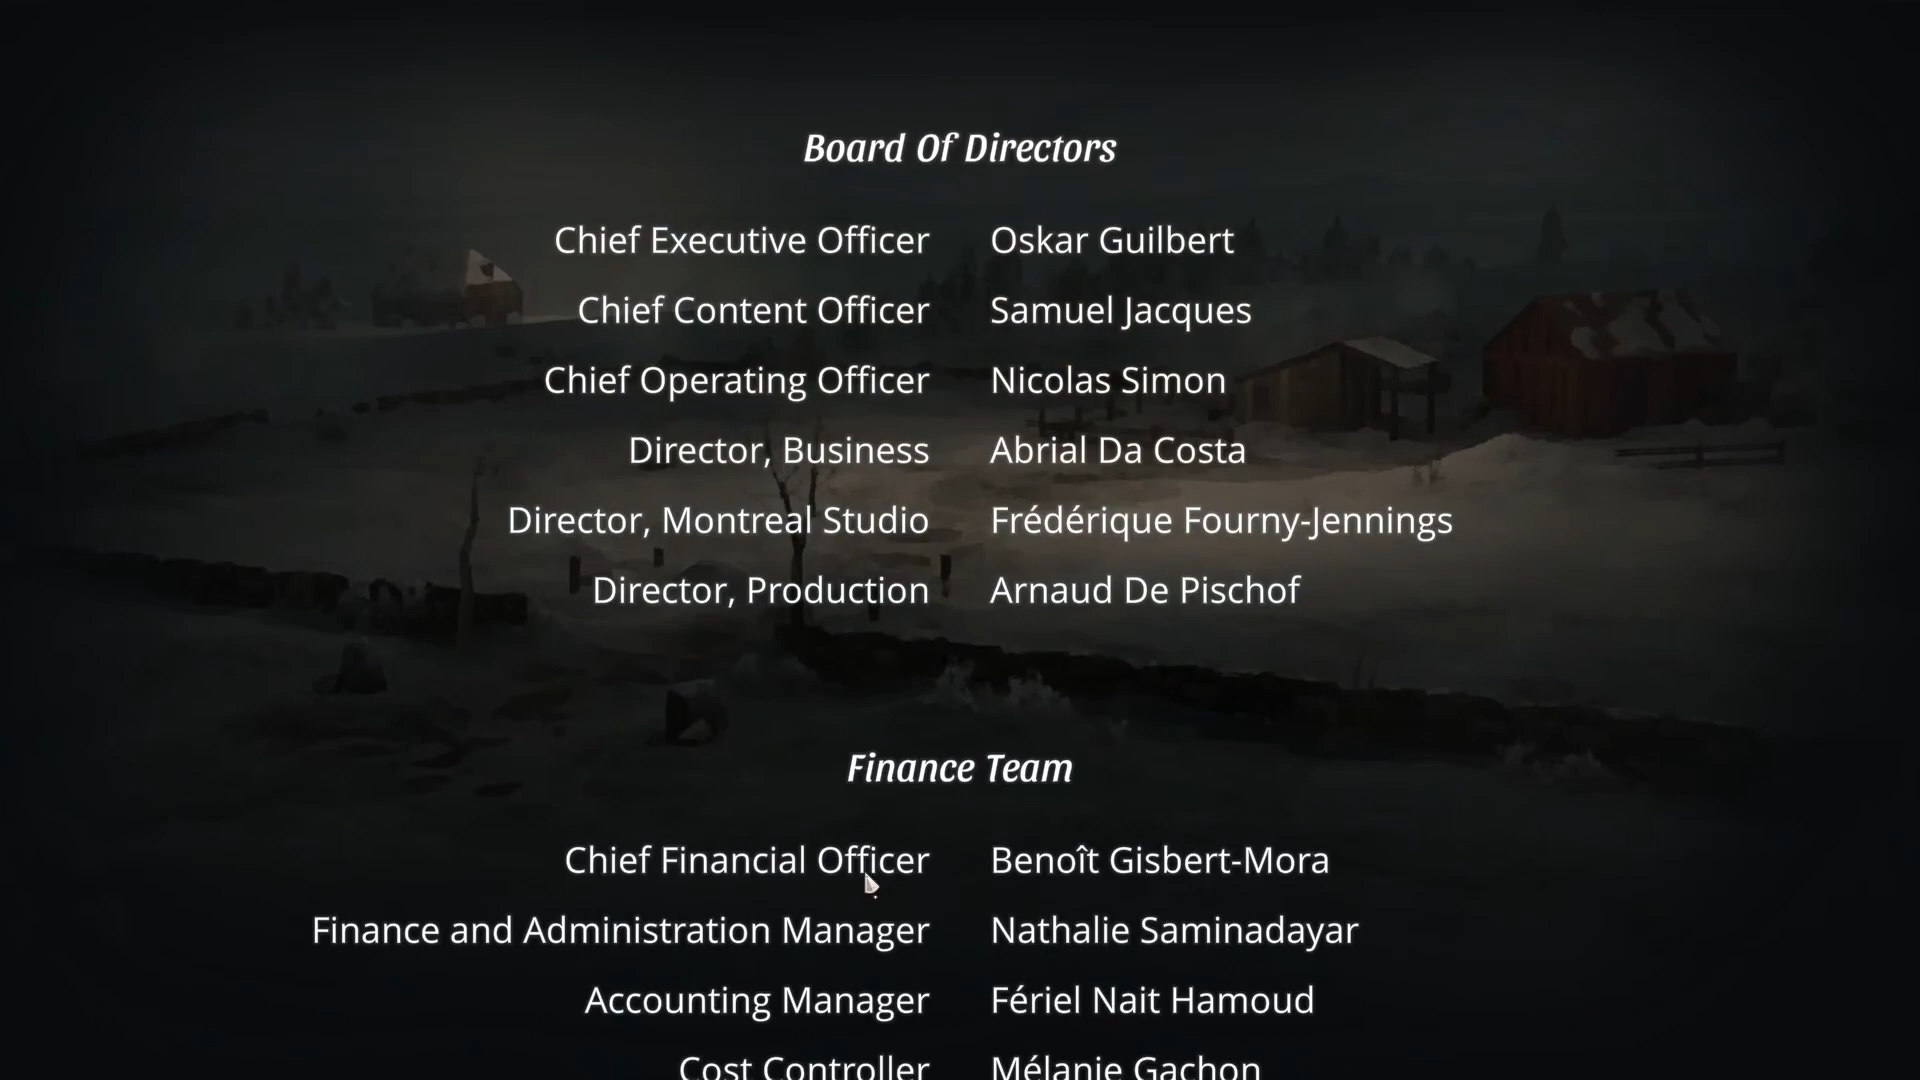 Board Of Directors
Chief Executive Officer Oskar Guilbert
Chief Content Officer Samuel Jacques
Chief Operating Officer Nicolas Simon
Director, Business Abrial Da Costa
Director, Montreal Studio Frédérique Fourny-Jennings
Director, Production Arnaud De Pischof
Finance Team
Chief Financial Officer Benoît Gisbert-Mora
Finance and Administration Manager Nathalie Saminadayar
Accounting Manager Fériel Nait Hamoud
Cost Controller Mélanie Gachon